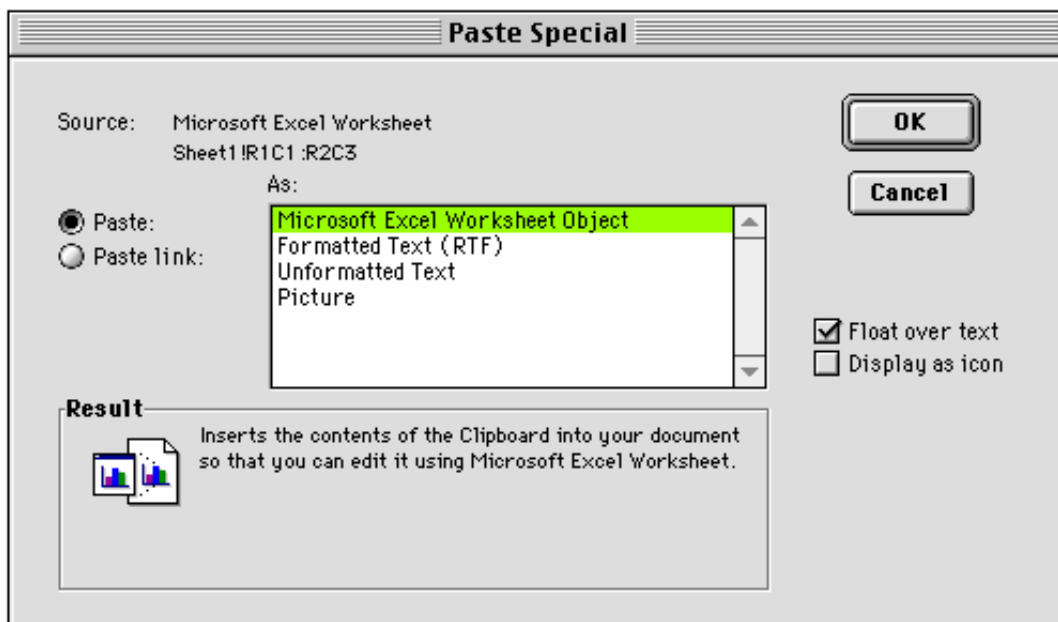 Paste Special
Source: Microsoft Excel Worksheet
Sheet1!R1C1:R2C3
As:
Paste:
Paste link:
Microsoft Excel Worksheet Object
Formatted Text (RTF)
Unformatted Text
Picture
OK
Cancel
Float over text
Display as icon
Result
Inserts the contents of the Clipboard into your document
so that you can edit it using Microsoft Excel Worksheet.